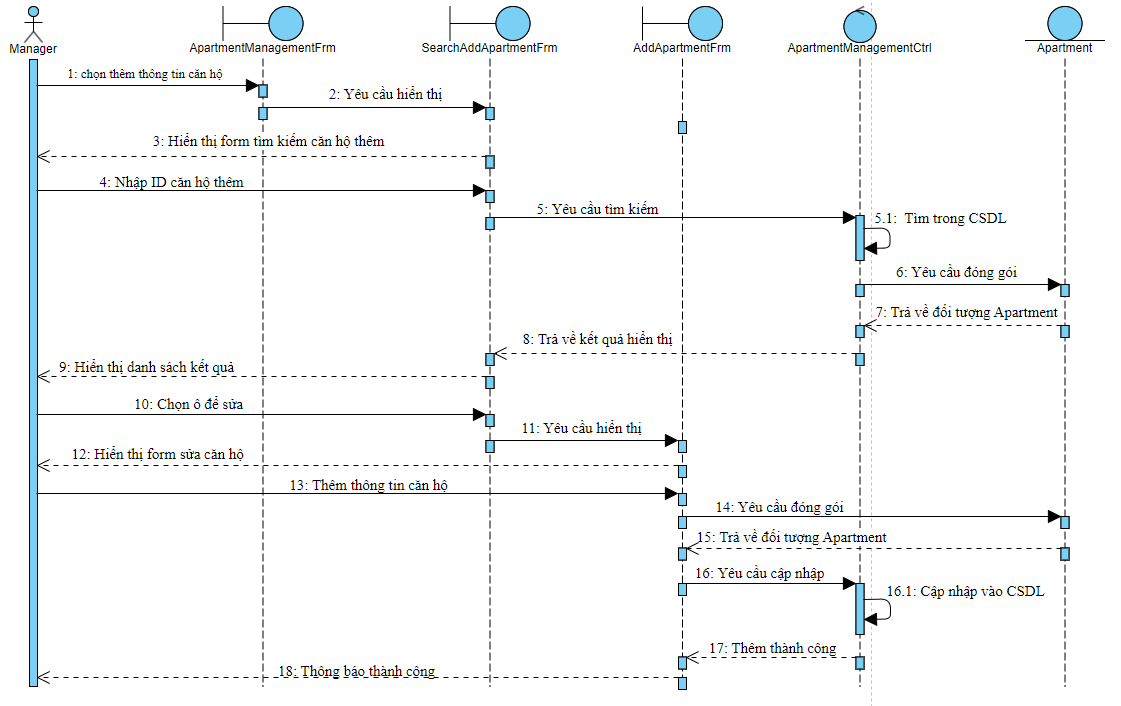 Manager
ApartmentManagementFrm
SearchAddApartmentFrm
AddApartmentFrm
ApartmentManagementCtrl
Apartment
1: chọn thêm thông tin căn hộ
2: Yêu cầu hiển thị
3: Hiển thị form tìm kiếm căn hộ thêm
4: Nhập ID căn hộ thêm
5: Yêu cầu tìm kiếm
5.1: Tìm trong CSDL
6: Yêu cầu đóng gói
7: Trả về đối tượng Apartment
8: Trả về kết quả hiển thị
9: Hiển thị danh sách kết quả
10: Chọn ô để sửa
11: Yêu cầu hiển thị
12: Hiển thị form sửa căn hộ
13: Thêm thông tin căn hộ
14: Yêu cầu đóng gói
15: Trả về đối tượng Apartment
16: Yêu cầu cập nhập
16.1: Cập nhập vào CSDL
17: Thêm thành công
18: Thông báo thành công